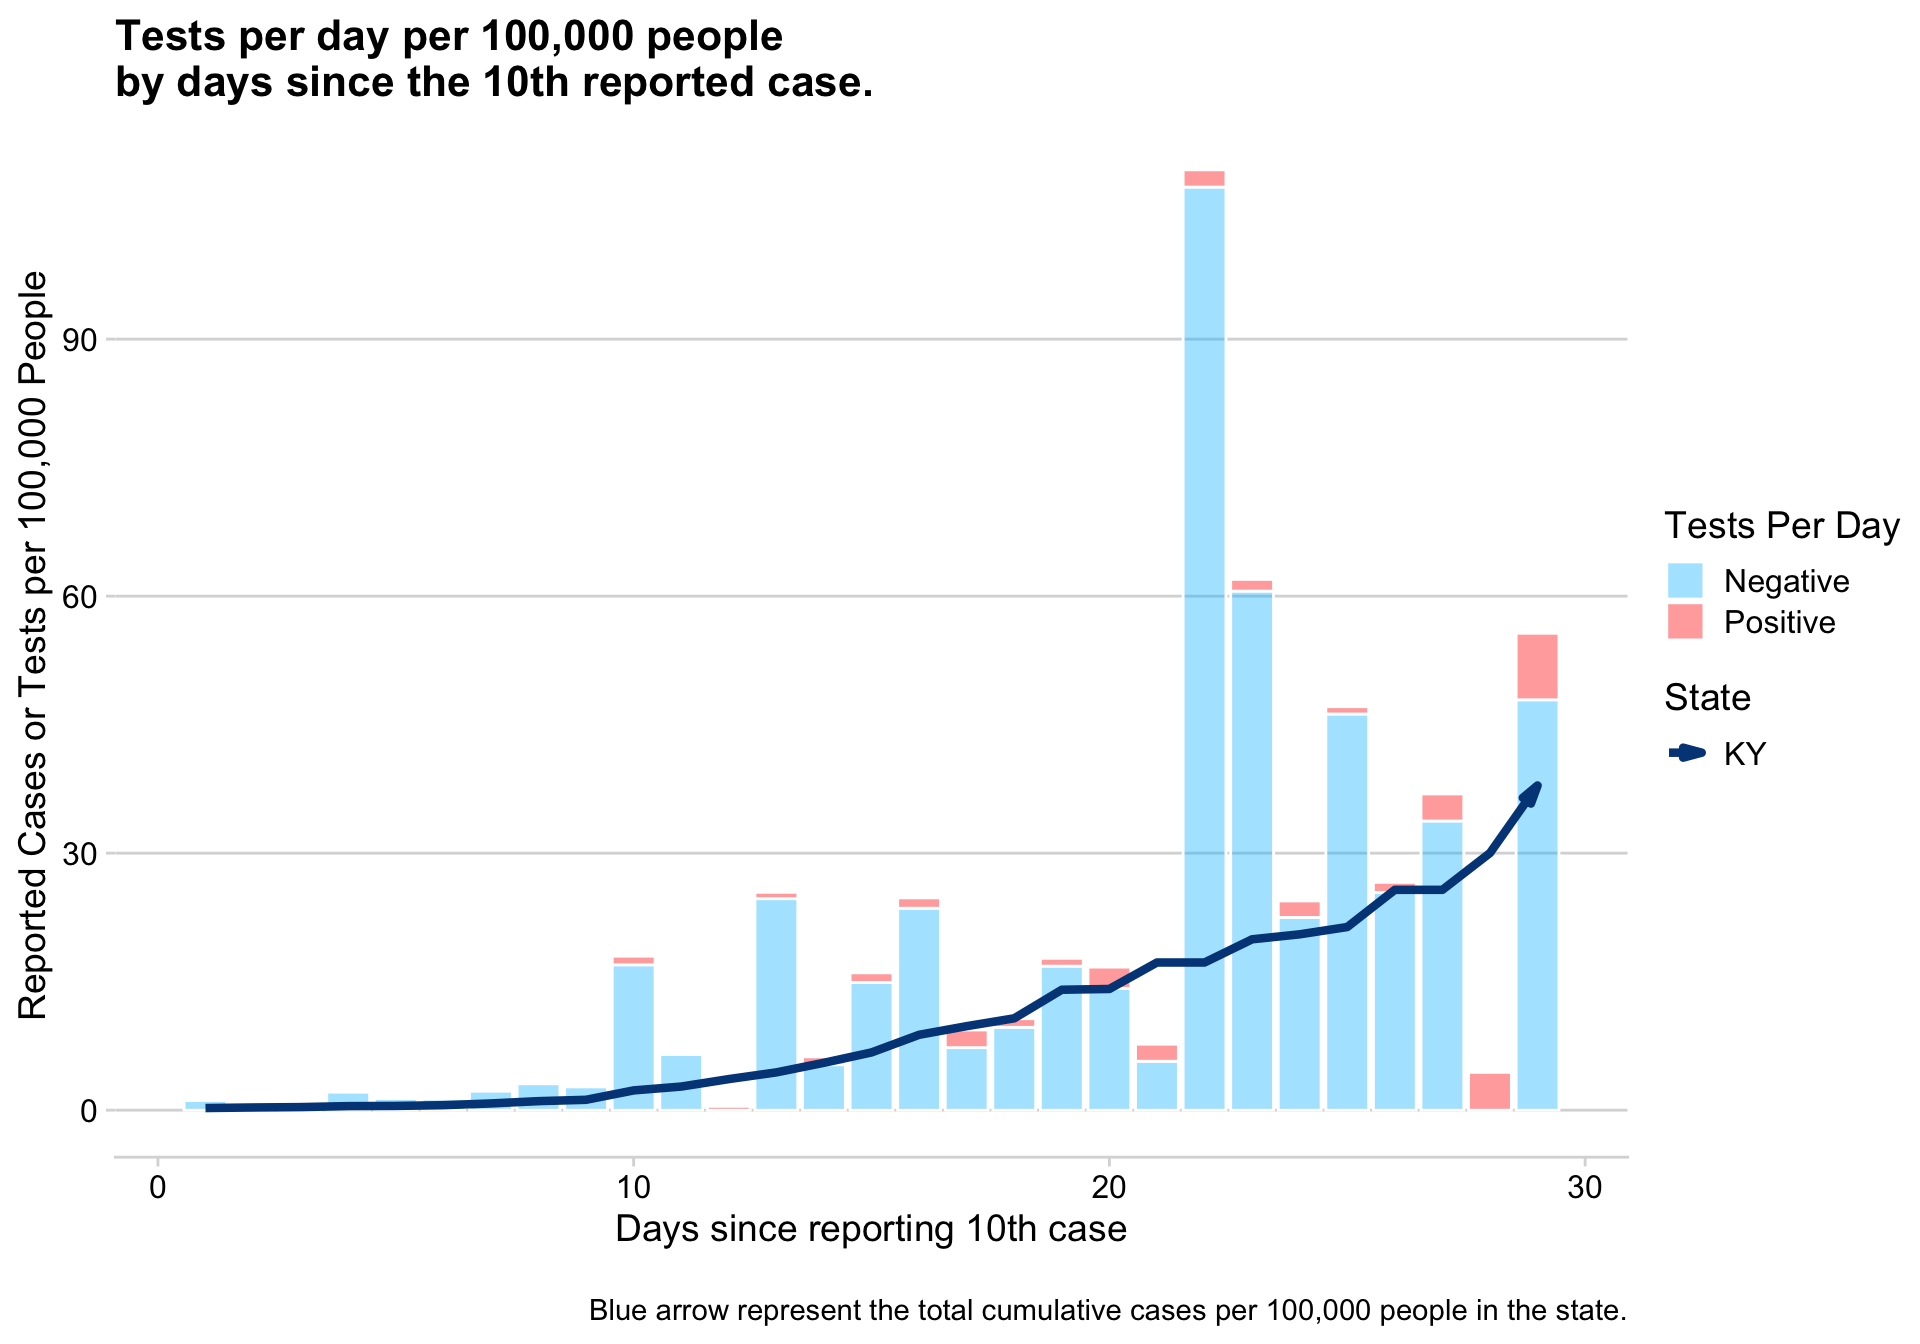 Tests per day per 100,000 people
by days since the 10th reported case.
Reported Cases or Tests per 100,000 People
90
60
30
0
0
10
20
30
Days since reporting 10th case
Tests Per Day
Negative
Positive
State
KY
Blue arrow represent the total cumulative cases per 100,000 people in the state.